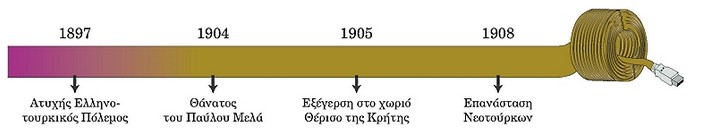 1897
1904
1905
1908
Ατυχής Ελληνο-
τουρκικός Πόλεμος
Θάνατος
του Παύλου Μελά
Εξέγερση στο χωριό
Θέρισο της Κρήτης
Επανάσταση
Νεοτούρκων